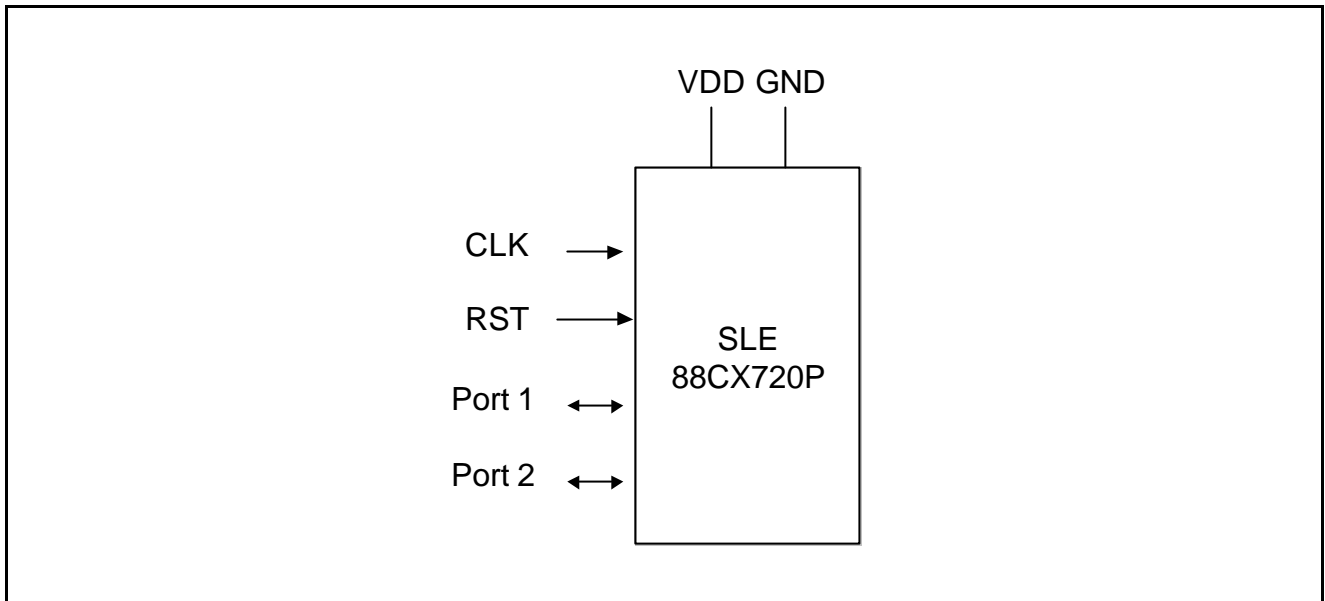 VDD GND
CLK
RST
Port 1
Port 2
SLE
88CX720P